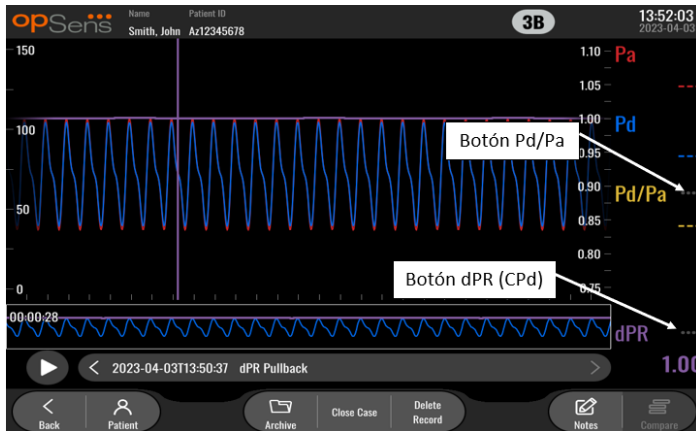 opSens
Name
Patient ID
Smith, John
Az12345678
3B
13:52:03
2023-04-03
150
100
50
0
1.10
1.05
1.00
0.95
0.90
0.85
0.80
0.75
Pa
--
Pd
--
Pd/Pa
---
--
Botón Pd/Pa
Botón dPR (CPd)
00:00:28
dPR
---
1.00
< 2023-04-03T13:50:37 dPR Pullback >
Back
Patient
Archive
Close Case
Delete
Record
Notes
Compare